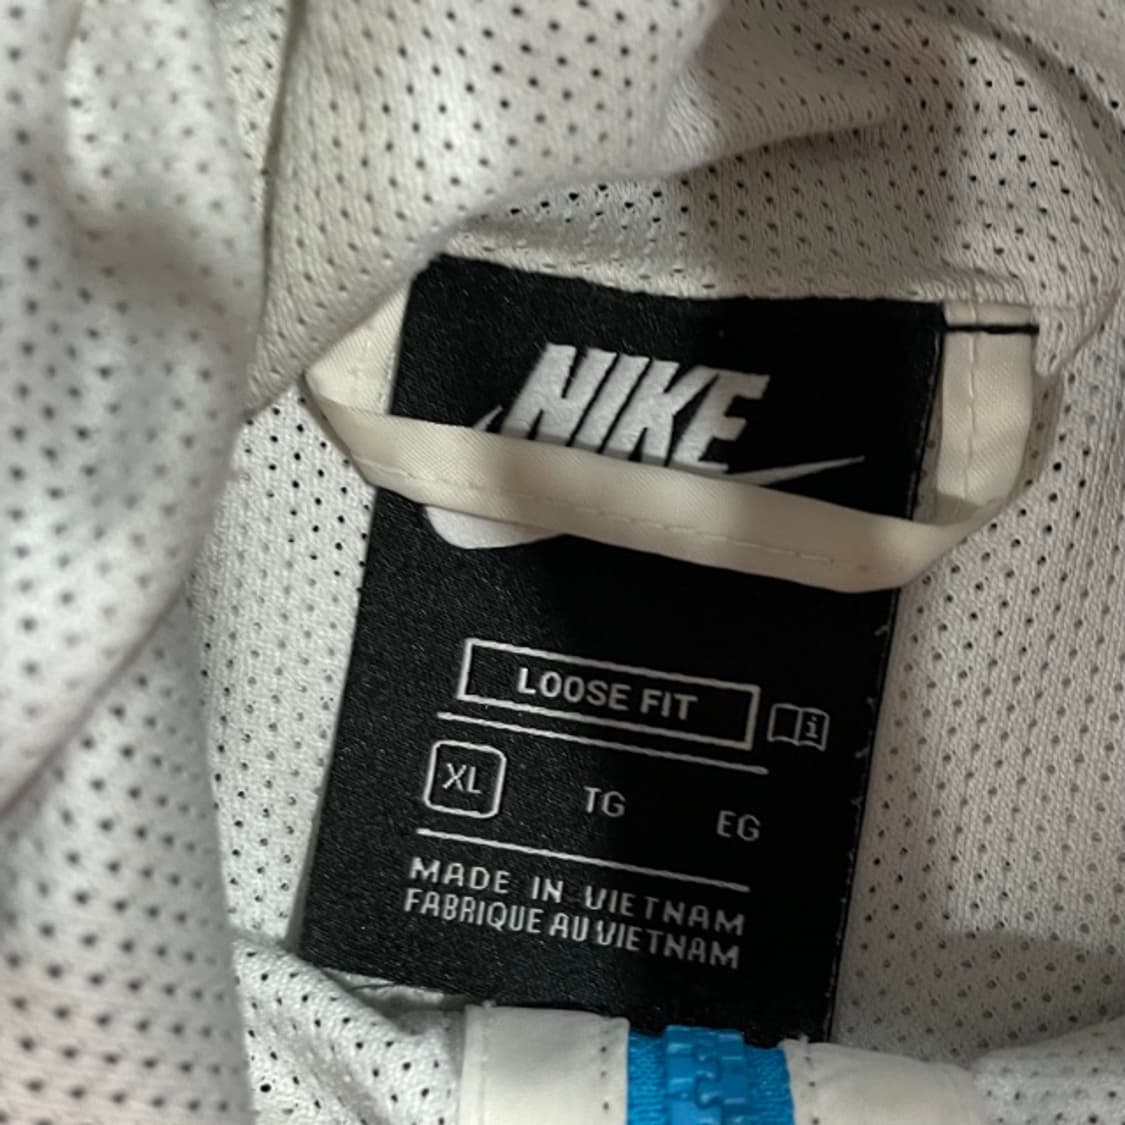 NIKE
LOOSE FIT
XL TG EG
MADE IN VIETNAM
FABRIQUE AU VIETNAM